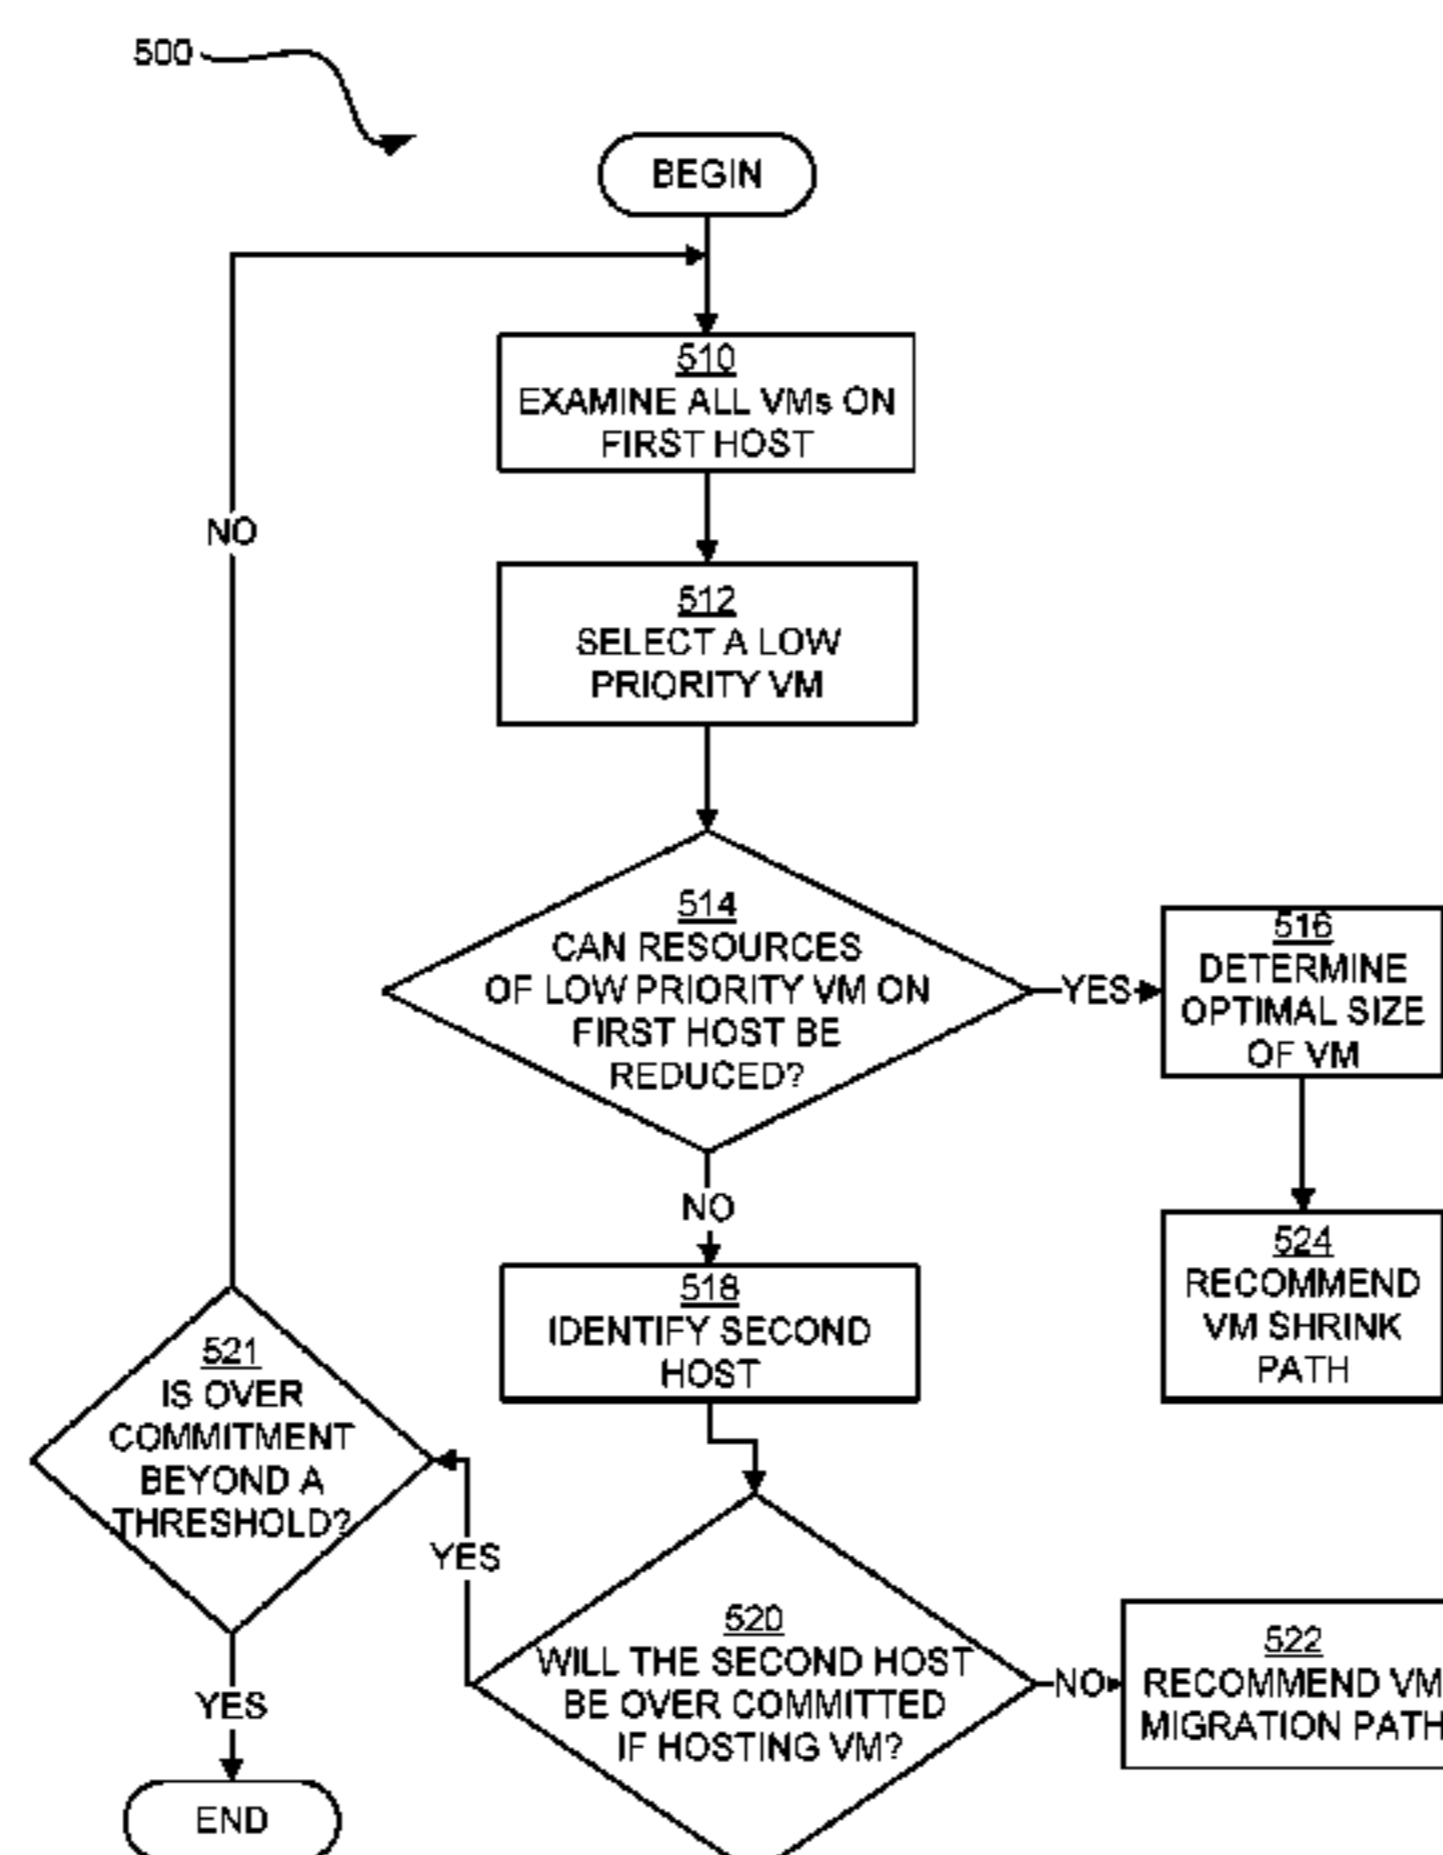 500
BEGIN
510
EXAMINE ALL VMs ON
FIRST HOST
NO
512
SELECT A LOW
PRIORITY VM
514
CAN RESOURCES
OF LOW PRIORITY VM ON
FIRST HOST BE
REDUCED?
YES
516
DETERMINE
OPTIMAL SIZE
OF VM
NO
524
RECOMMEND
VM SHRINK
PATH
518
IDENTIFY SECOND
HOST
521
IS OVER
COMMITMENT
BEYOND A
THRESHOLD?
YES
520
WILL THE SECOND HOST
BE OVER COMMITTED
IF HOSTING VM?
NO
522
RECOMMEND VM
MIGRATION PATH
YES
END